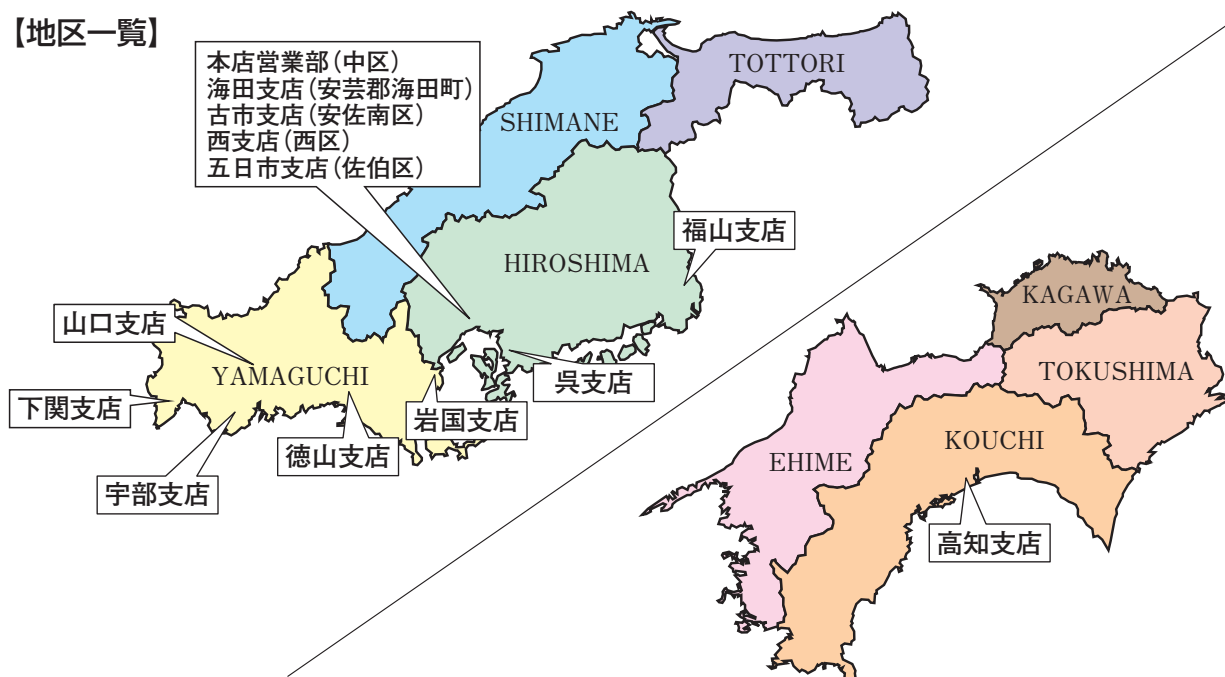 【地区一覧】
本店営業部(中区)
海田支店(安芸郡海田町)
古市支店(安佐南区)
西支店(西区)
五日市支店(佐伯区)
TOTTORI
SHIMANE
福山支店
HIROSHIMA
山口支店
YAMAGUCHI
呉支店
下関支店
岩国支店
徳山支店
宇部支店
KAGAWA
TOKUSHIMA
KOUCHI
EHIME
高知支店